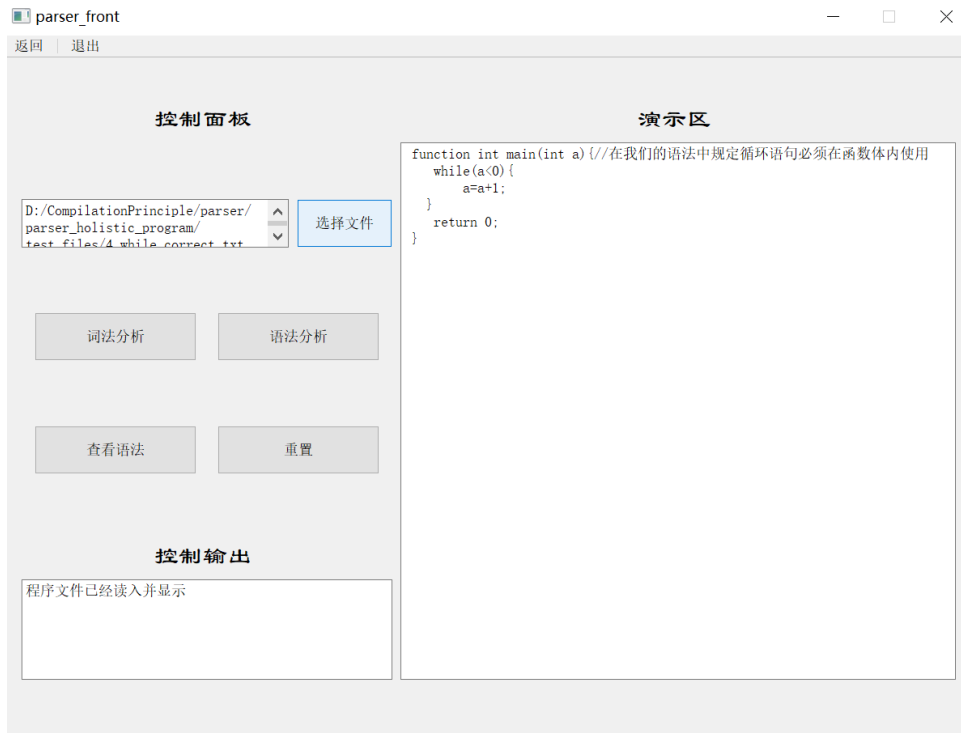 parser_front
返回 退出
控制面板
D:/CompilationPrinciple/parser/
parser_holistic_program/
test_files/4_while_correct.txt
选择文件
词法分析 语法分析
查看语法 重置
控制输出
程序文件已经读入并显示
演示区
function int main(int a){//在我们的语法中规定循环语句必须在函数体内使用
while(a<0){
a=a+1;
}
return 0;
}